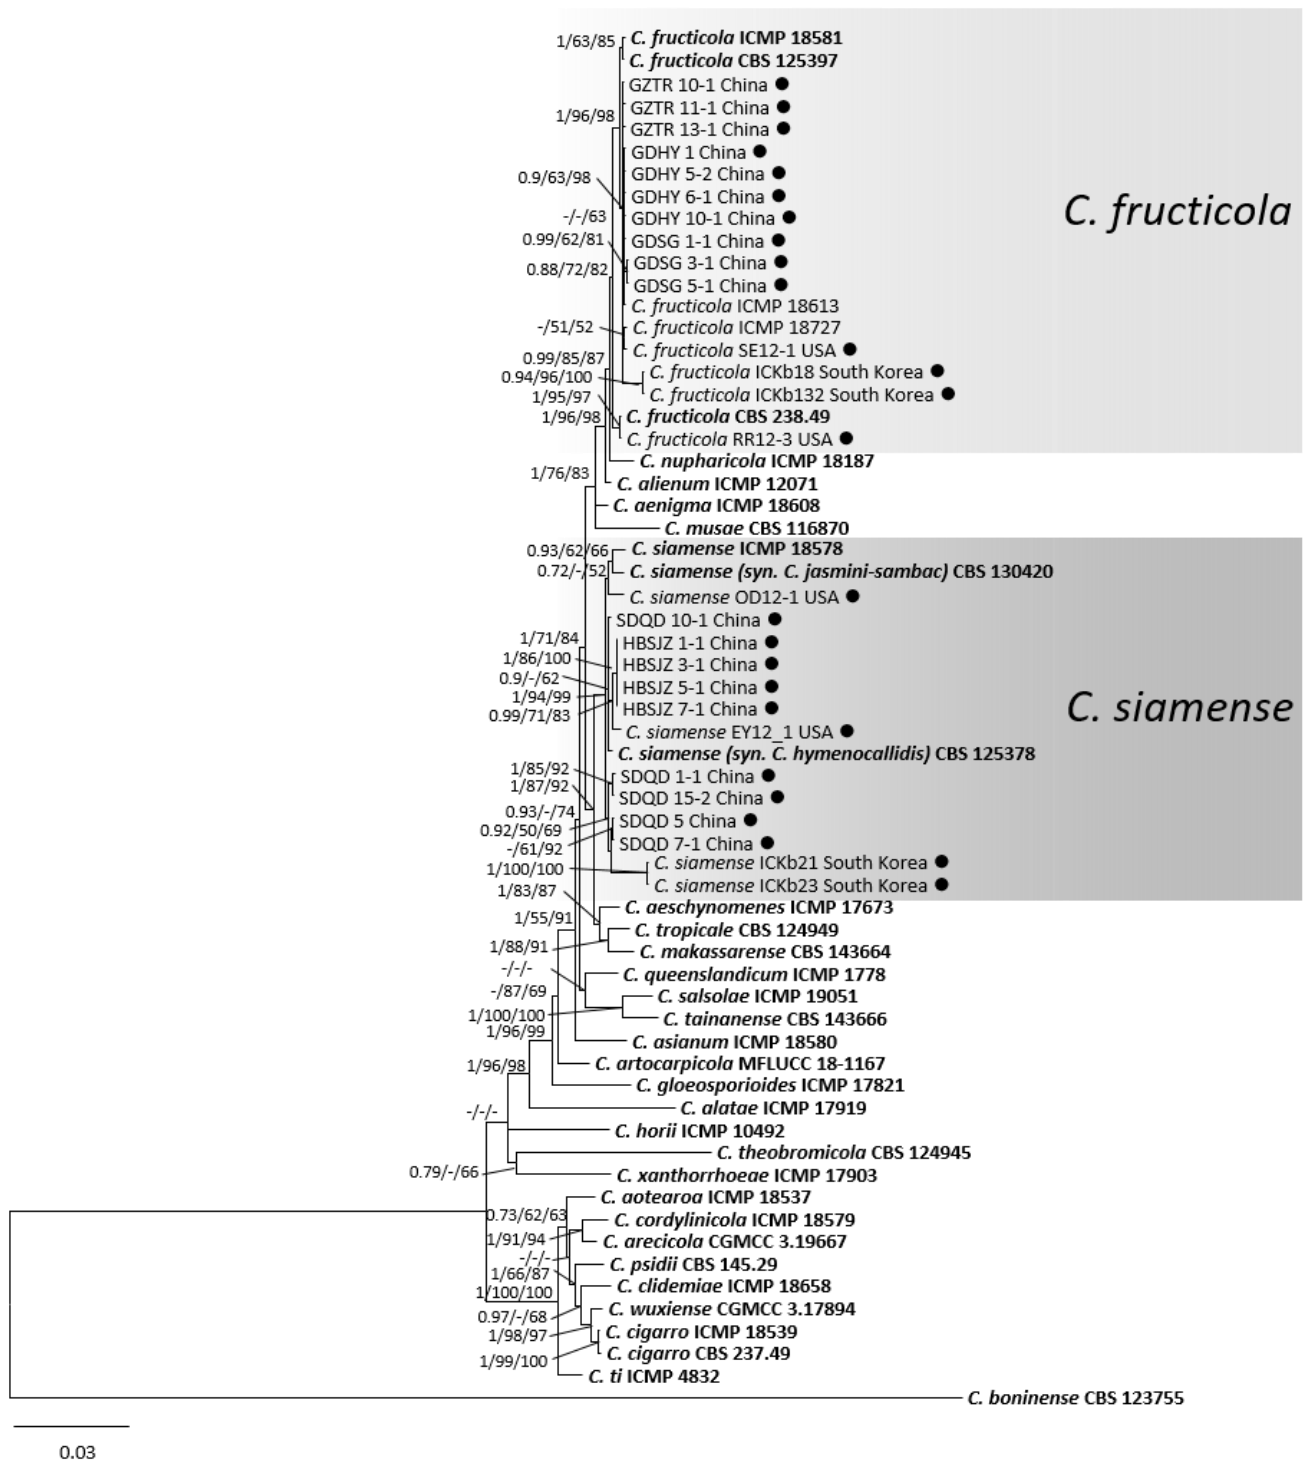 1/63/85
C. fructicola ICMP 18581
C. fructicola CBS 125397
GZTR 10-1 China
GZTR 11-1 China
1/96/98
GZTR 13-1 China
GDHY 1 China
0.9/63/98
GDHY 5-2 China
GDHY 6-1 China
C. fructicola
-/-/63
GDHY 10-1 China
0.99/62/81
GDSG 1-1 China
0.88/72/82
GDSG 3-1 China
GDSG 5-1 China
C. fructicola ICMP 18613
-/51/52
C. fructicola ICMP 18727
C. fructicola SE12-1 USA
0.99/85/87
C. fructicola ICKb18 South Korea
0.94/96/100
C. fructicola ICKb132 South Korea
1/95/97
1/96/98
C. fructicola CBS 238.49
C. fructicola RR12-3 USA
C. nupharicola ICMP 18187
1/76/83
C. alienum ICMP 12071
C. aenigma ICMP 18608
C. musae CBS 116870
0.93/62/66
C. siamense ICMP 18578
0.72/-/52
C. siamense (syn. C. jasmini-sambac) CBS 130420
C. siamense OD12-1 USA
SDQD 10-1 China
1/71/84
HBSJZ 1-1 China
1/86/100
HBSJZ 3-1 China
0.9/-/62
HBSJZ 5-1 China
1/94/99
HBSJZ 7-1 China
C. siamense
0.99/71/83
C. siamense EY12_1 USA
C. siamense (syn. C. hymenocallidis) CBS 125378
1/85/92
SDQD 1-1 China
1/87/92
SDQD 15-2 China
0.93/-/74
SDQD 5 China
0.92/50/69
SDQD 7-1 China
-/61/92
C. siamense ICKb21 South Korea
1/100/100
C. siamense ICKb23 South Korea
1/83/87
C. aeschynomenes ICMP 17673
1/55/91
C. tropicale CBS 124949
1/88/91
C. makassarense CBS 143664
-/-/-
C. queenslandicum ICMP 1778
-/87/69
C. salsolae ICMP 19051
1/100/100
C. tainanense CBS 143666
1/96/99
C. asianum ICMP 18580
1/96/98
C. artocarpicola MFLUCC 18-1167
C. gloeosporioides ICMP 17821
-/-/-
C. alatae ICMP 17919
C. horii ICMP 10492
C. theobromicola CBS 124945
0.79/-/66
C. xanthorrhoeae ICMP 17903
C. aotearoa ICMP 18537
0.73/62/63
C. cordylinicola ICMP 18579
1/91/94
C. arecicola CGMCC 3.19667
-/-/-
C. psidii CBS 145.29
1/66/87
C. clidemiae ICMP 18658
1/100/100
C. wuxiense CGMCC 3.17894
0.97/-/68
C. cigarro ICMP 18539
1/98/97
C. cigarro CBS 237.49
1/99/100
C. ti ICMP 4832
C. boninense CBS 123755
0.03